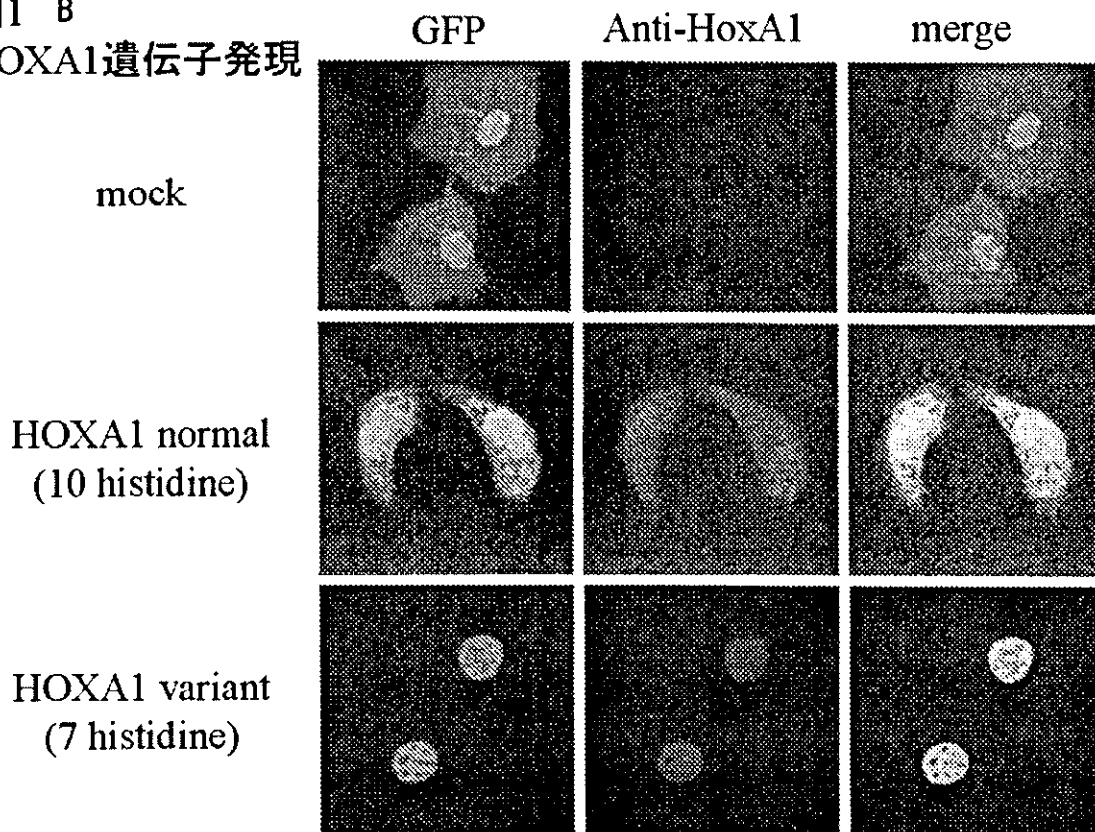 B
OXA1遺伝子発現
GFP Anti-HoxA1 merge
mock
HOXA1 normal
(10 histidine)
HOXA1 variant
(7 histidine)